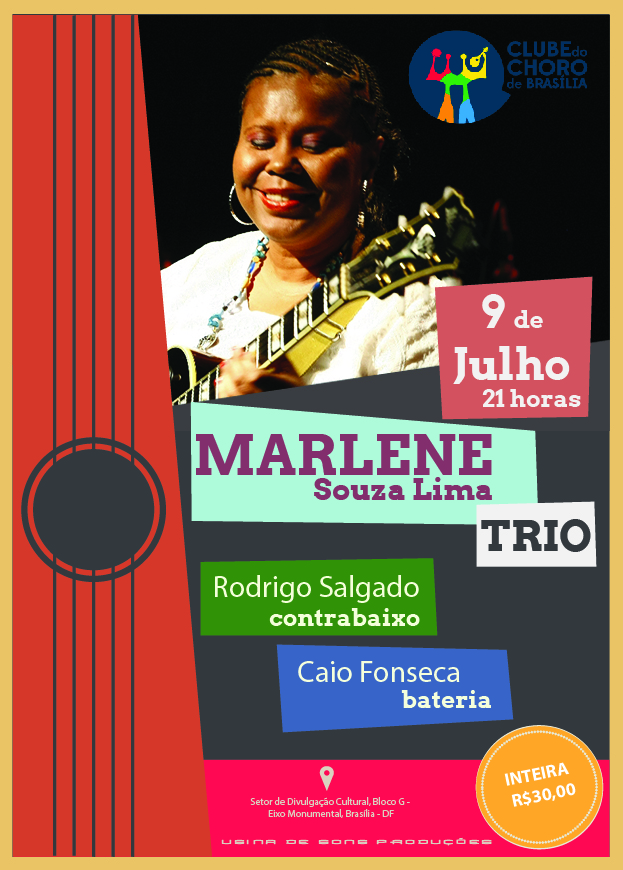 CLUBE do
CHORO
de BRASÍLIA
9 de
Julho
21 horas
MARLENE
Souza Lima
TRIO
Rodrigo Salgado
contrabaixo
Caio Fonseca
bateria
INTEIRA
R$30,00
Setor de Divulgação Cultural, Bloco G -
Eixo Monumental, Brasília - DF
USINA DE SONS PRODUÇÕES